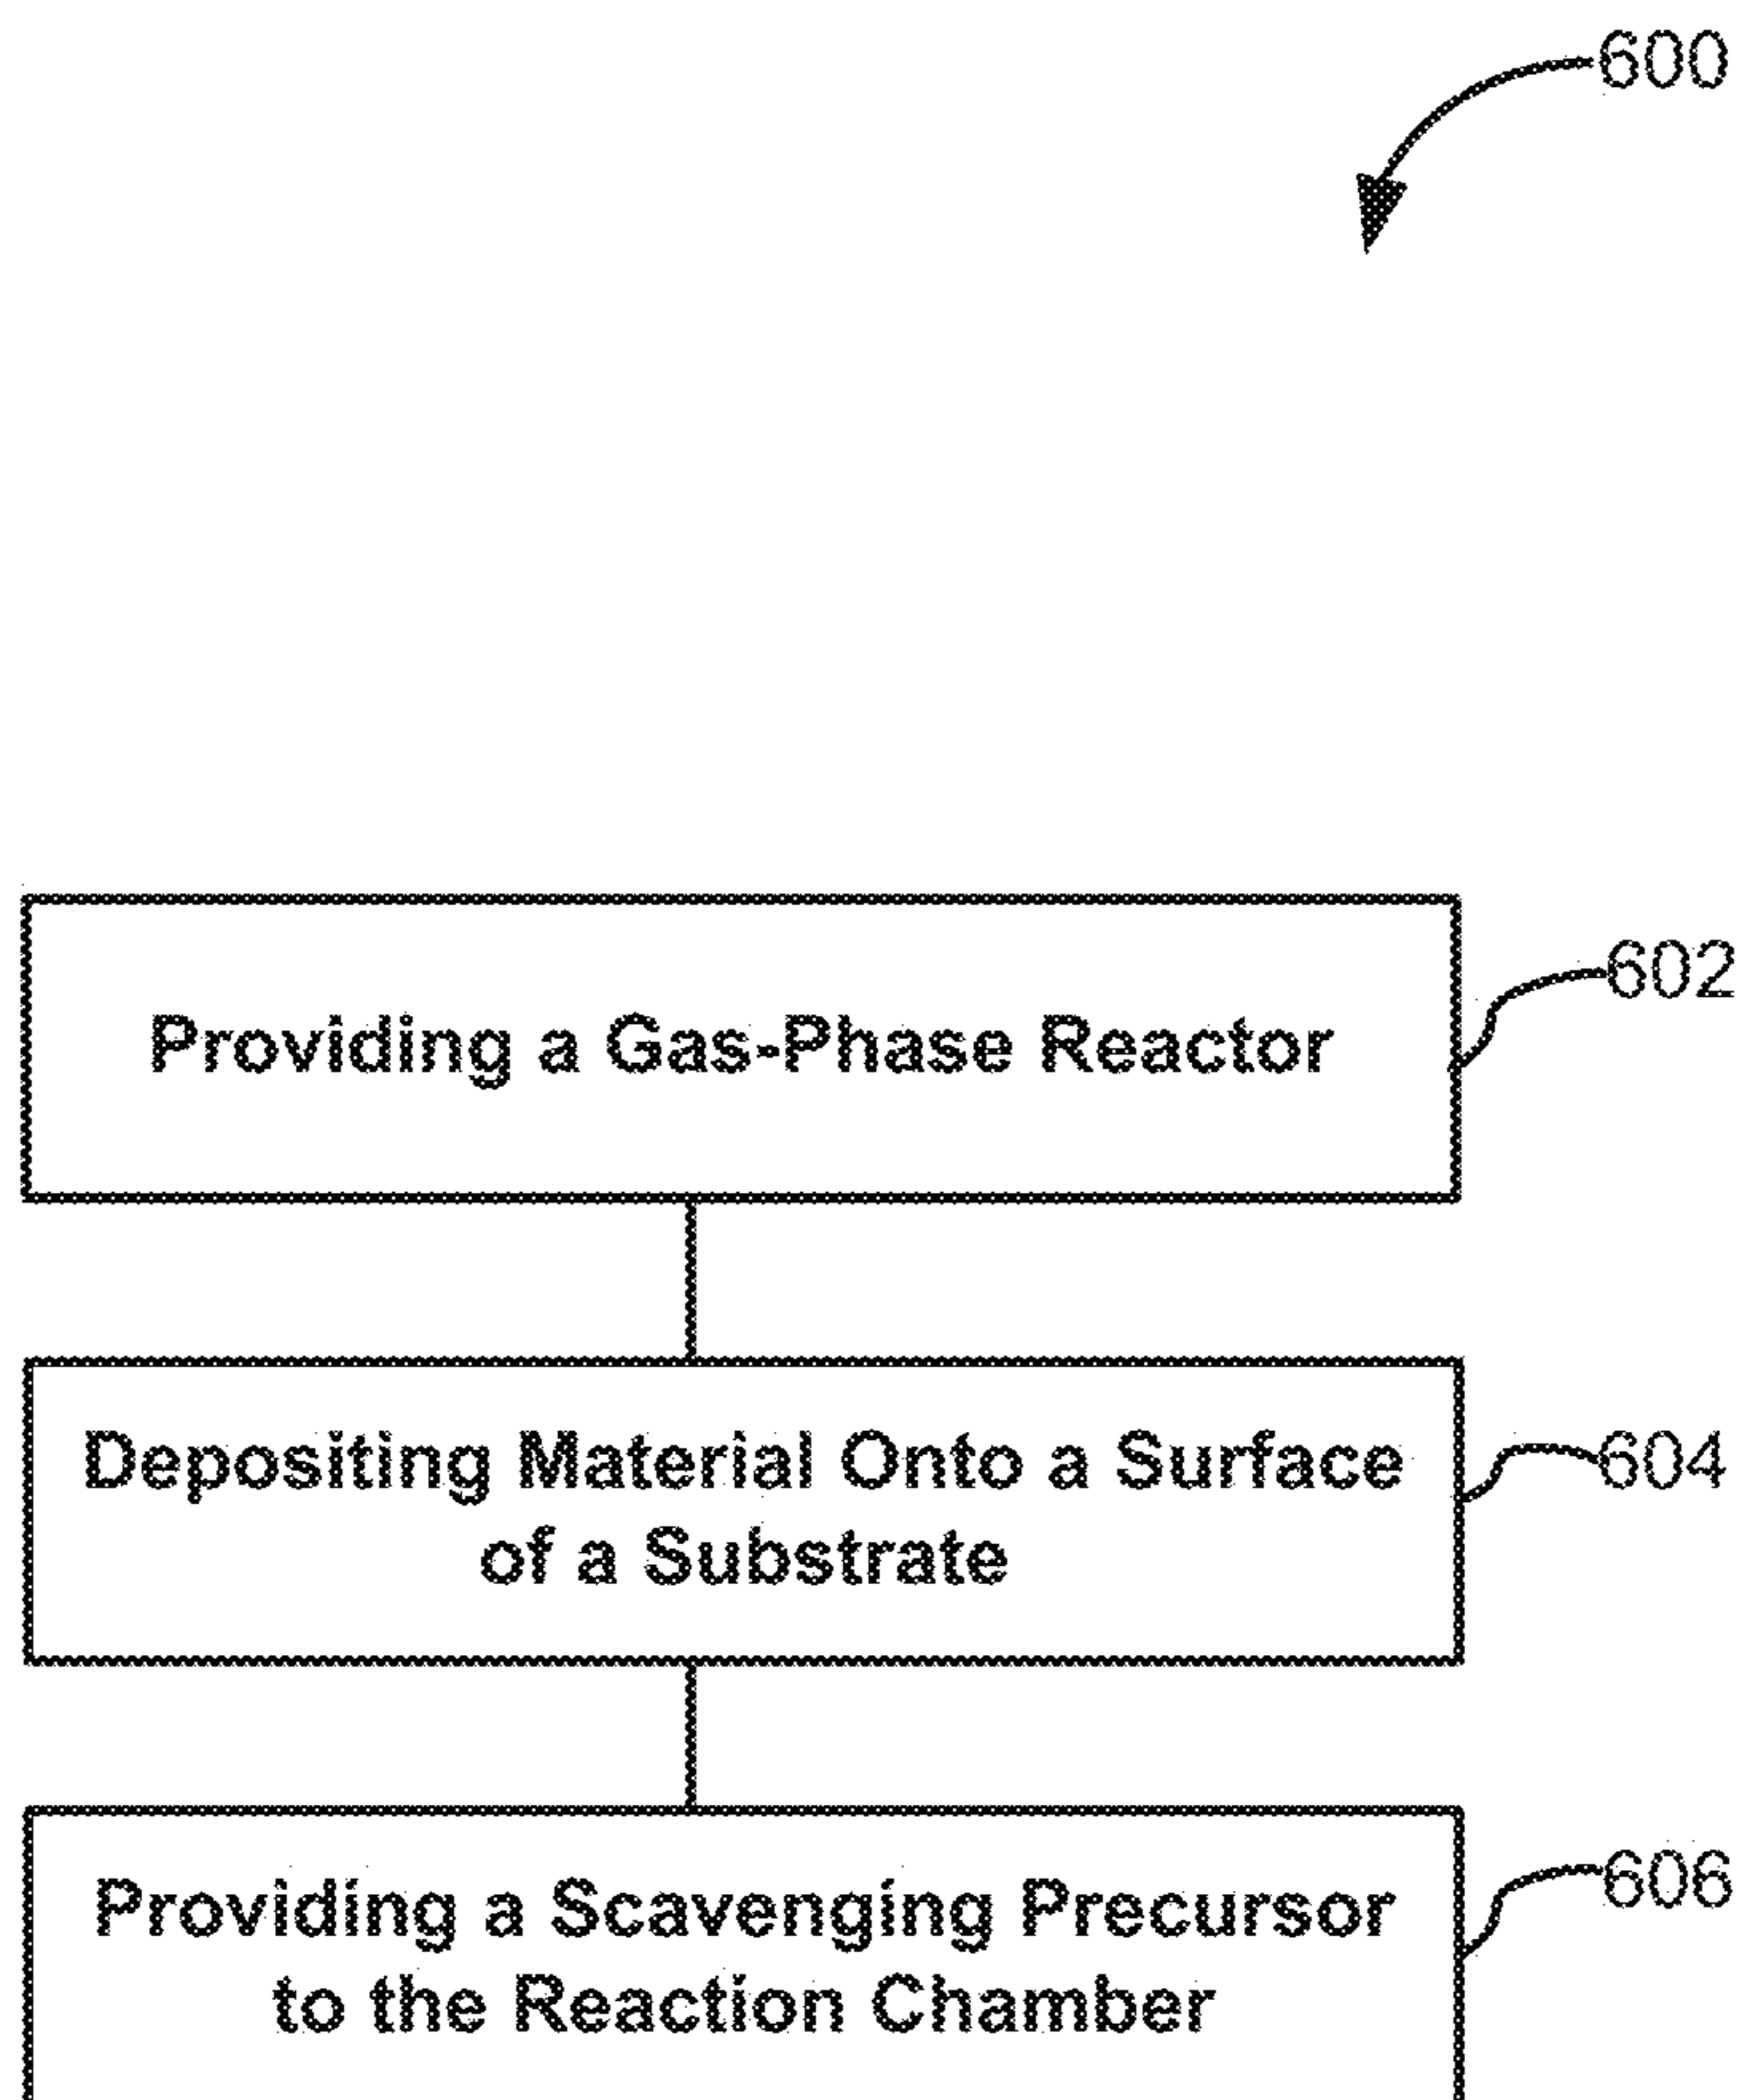 600
Providing a Gas-Phase Reactor
602
Depositing Material Onto a Surface
of a Substrate
604
Providing a Scavenging Precursor
to the Reaction Chamber
606